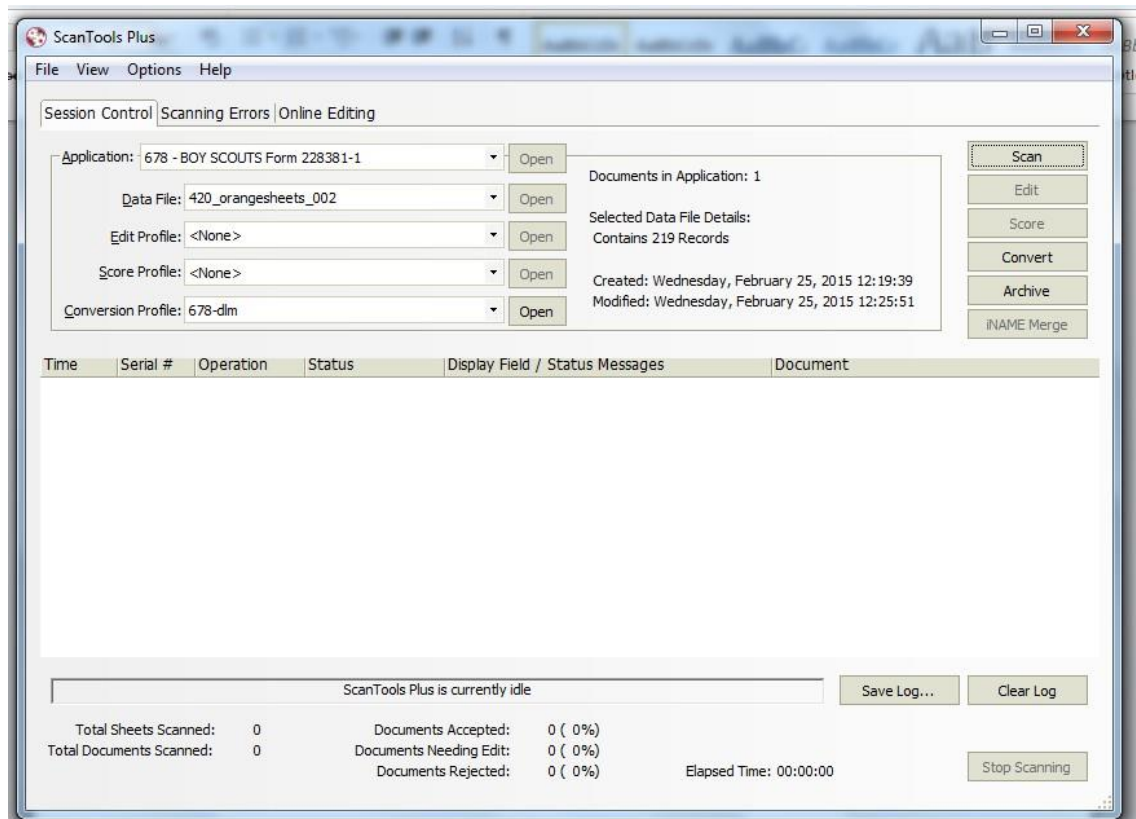 ScanTools Plus
File View Options Help
Session Control Scanning Errors Online Editing
Application: 678 - BOY SCOUTS Form 228381-1 Open
Data File: 420_orangesheets_002 Open
Edit Profile: <None> Open
Score Profile: <None> Open
Conversion Profile: 678-dlm Open
Documents in Application: 1
Selected Data File Details:
Contains 219 Records
Created: Wednesday, February 25, 2015 12:19:39
Modified: Wednesday, February 25, 2015 12:25:51
Scan
Edit
Score
Convert
Archive
iNAME Merge
Time Serial # Operation Status Display Field / Status Messages Document
ScanTools Plus is currently idle Save Log... Clear Log
Total Sheets Scanned: 0 Documents Accepted: 0 ( 0%)
Total Documents Scanned: 0 Documents Needing Edit: 0 ( 0%)
Documents Rejected: 0 ( 0%) Elapsed Time: 00:00:00 Stop Scanning